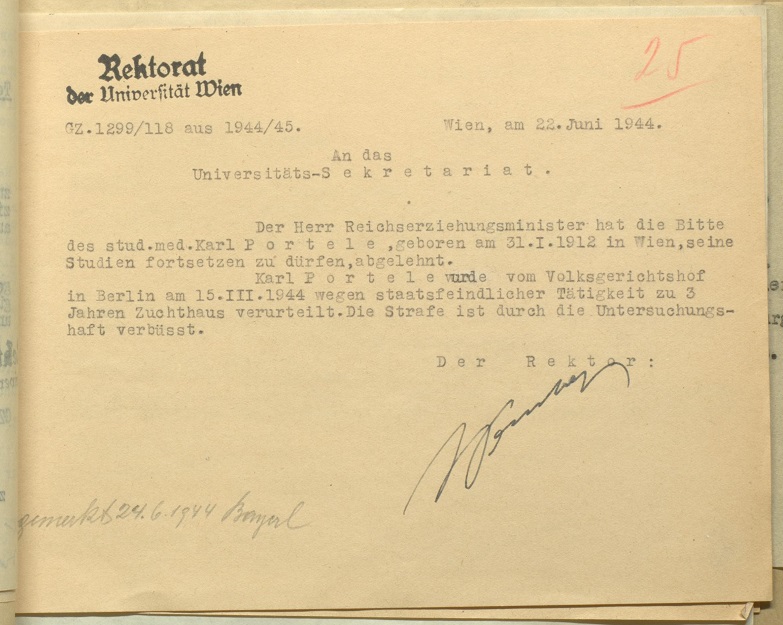 25
Rektorat
der Universität Wien
GZ.1299/118 aus 1944/45. Wien, am 22.Juni 1944.
An das
Universitäts-S e k r e t a r i a t .
Der Herr Reichserziehungsminister hat die Bitte
des stud.med.Karl P o r t e l e ,geboren am 31.I.1912 in Wien,seine
Studien fortsetzen zu dürfen,abgelehnt.
Karl P o r t e l e wurde vom Volksgerichtshof
in Berlin am 15.III.1944 wegen staatsfeindlicher Tätigkeit zu 3
Jahren Zuchthaus verurteilt.Die Strafe ist durch die Untersuchungs-
haft verbüsst.
D e r R e k t o r :
gemerkt 24.6.1944